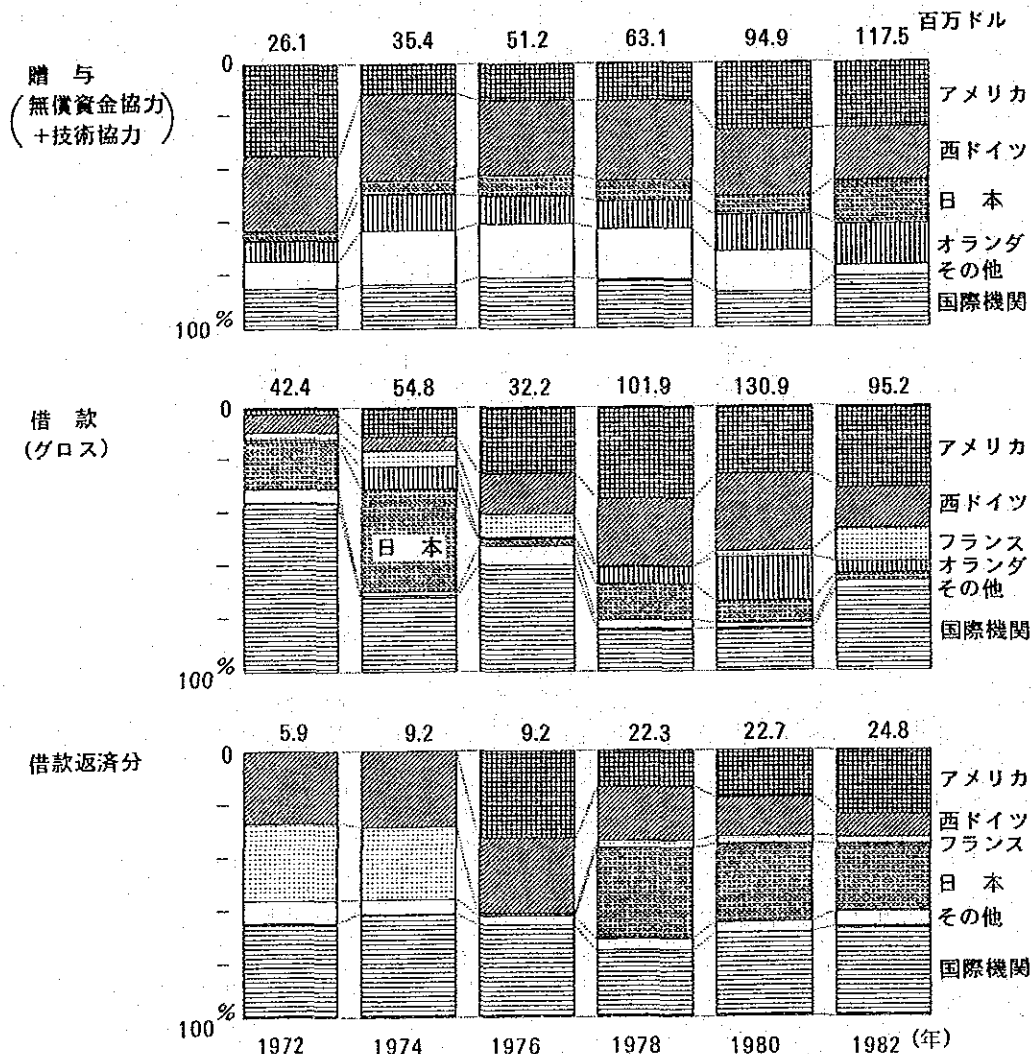 百万ドル
26.1 35.4 51.2 63.1 94.9 117.5
贈 与
(無償資金協力
+技術協力)
0
アメリカ
西ドイツ
日 本
オランダ
その他
国際機関
100%
42.4 54.8 32.2 101.9 130.9 95.2
借 款
(グロス)
0
アメリカ
西ドイツ
フランス
オランダ
その他
国際機関
日 本
100%
5.9 9.2 9.2 22.3 22.7 24.8
借款返済分
0
アメリカ
西ドイツ
フランス
日 本
その他
国際機関
100%
1972 1974 1976 1978 1980 1982 (年)